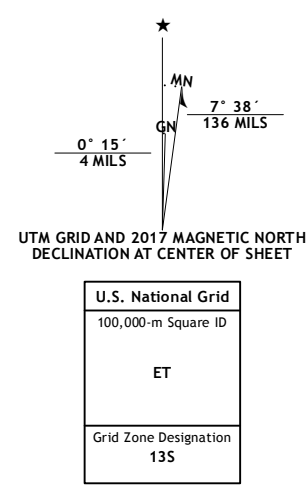 ★
MN
GN
7° 38´
136 MILS
0° 15´
4 MILS
UTM GRID AND 2017 MAGNETIC NORTH
DECLINATION AT CENTER OF SHEET
U.S. National Grid
100,000-m Square ID
ET
Grid Zone Designation
13S